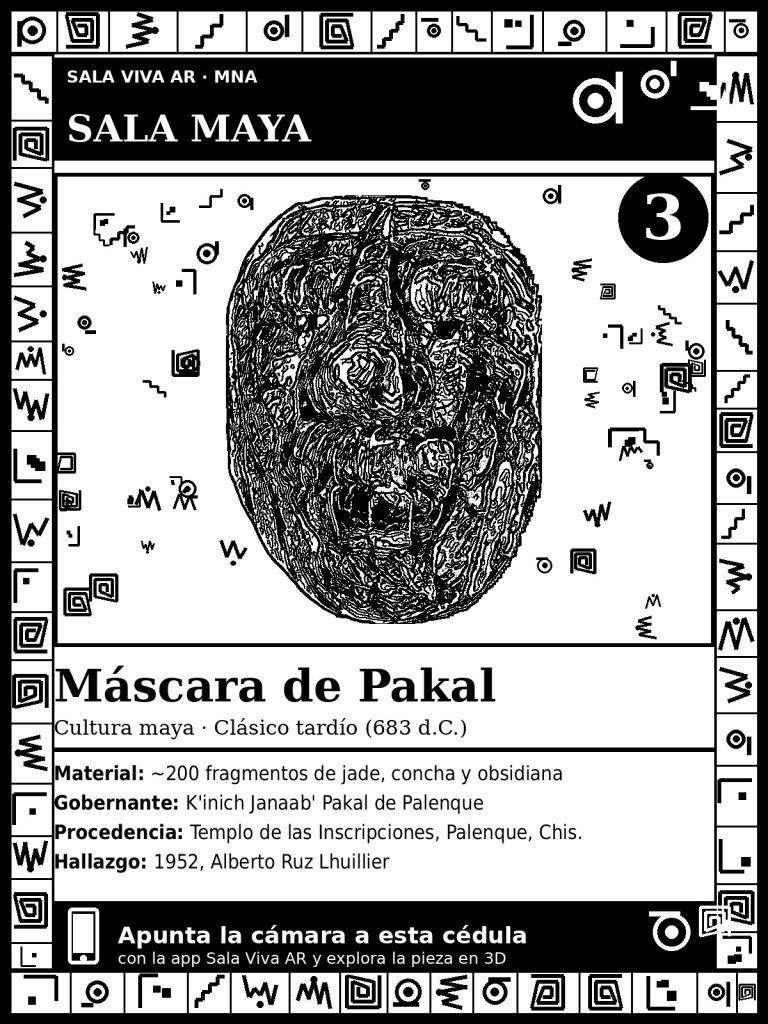 SALA VIVA AR · MNA
SALA MAYA
3
Máscara de Pakal
Cultura maya · Clásico tardío (683 d.C.)
Material: ~200 fragmentos de jade, concha y obsidiana
Gobernante: K'inich Janaab' Pakal de Palenque
Procedencia: Templo de las Inscripciones, Palenque, Chis.
Hallazgo: 1952, Alberto Ruz Lhuillier
Apunta la cámara a esta cédula
con la app Sala Viva AR y explora la pieza en 3D